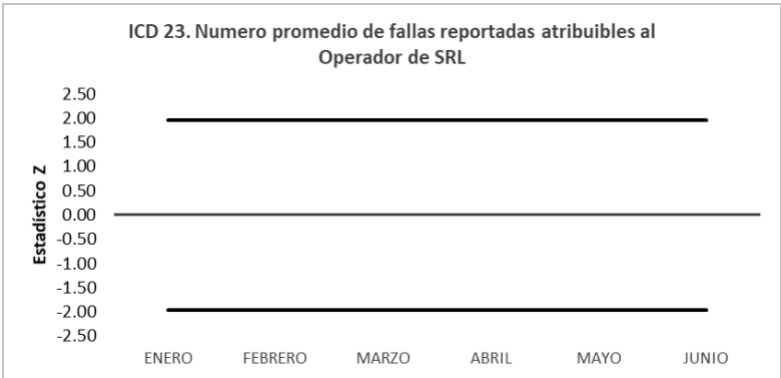 ICD 23. Numero promedio de fallas reportadas atribuibles al
Operador de SRL
Estadístico Z
2.50
2.00
1.50
1.00
0.50
0.00
-0.50
-1.00
-1.50
-2.00
-2.50
ENERO FEBRERO MARZO ABRIL MAYO JUNIO